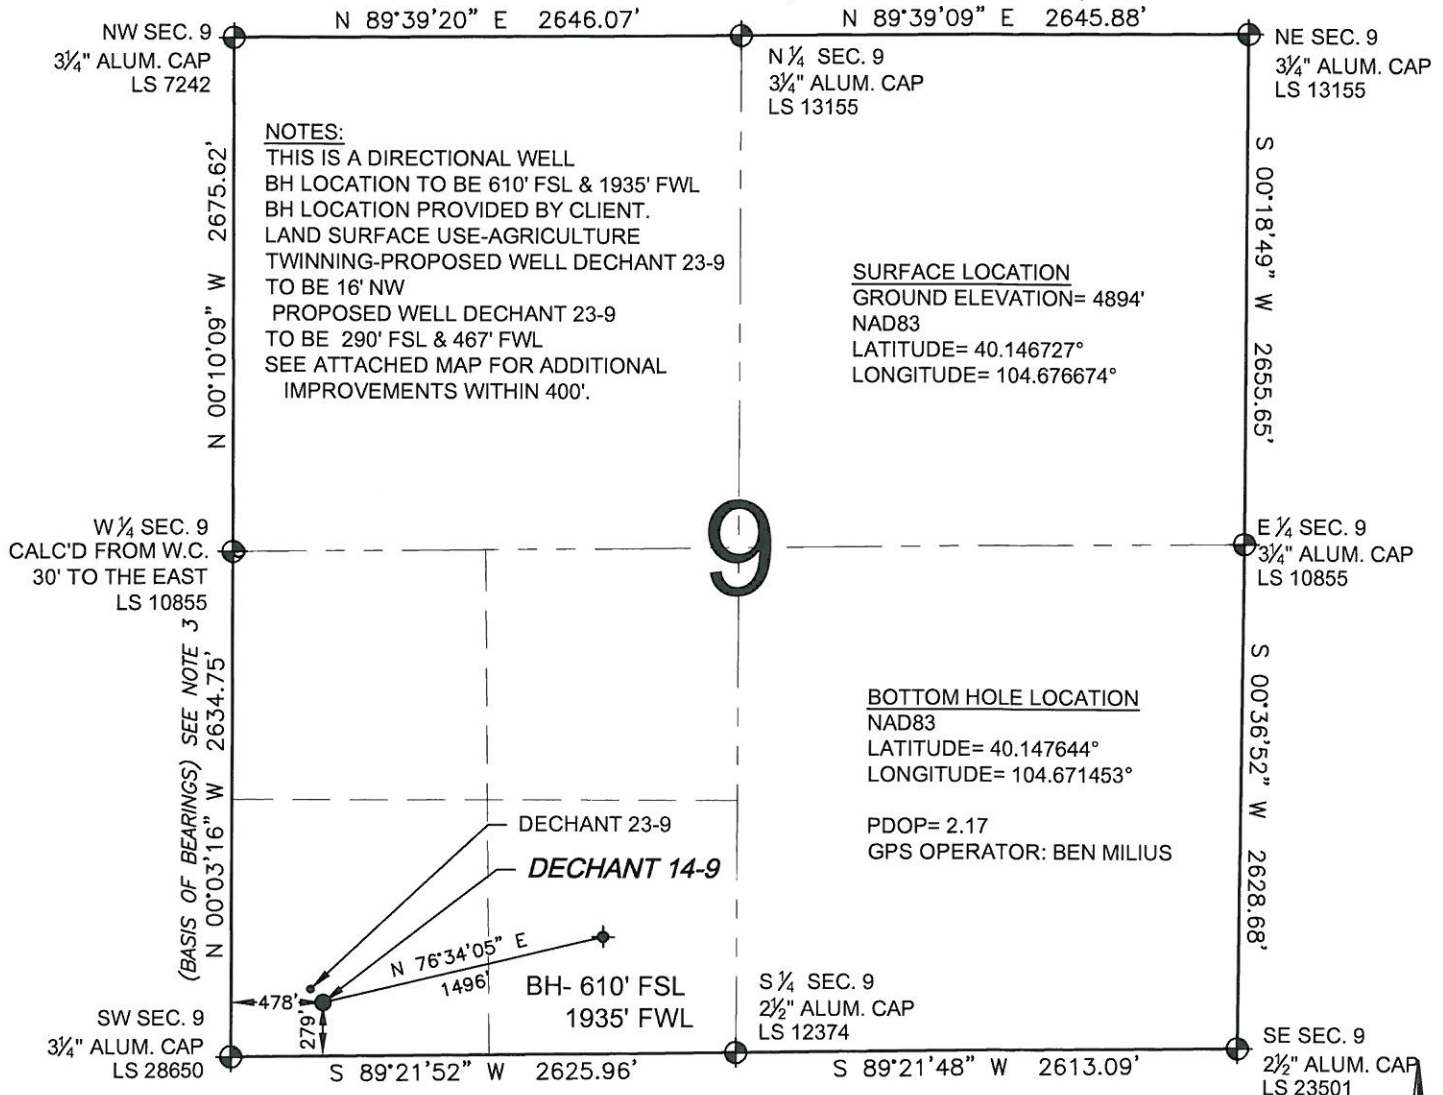 N 89°39'20" E 2646.07'
N 89°39'09" E 2645.88'
NW SEC. 9
3¼" ALUM. CAP
LS 7242
N ¼ SEC. 9
3¼" ALUM. CAP
LS 13155
NE SEC. 9
3¼" ALUM. CAP
LS 13155
NOTES:
THIS IS A DIRECTIONAL WELL
BH LOCATION TO BE 610' FSL & 1935' FWL
BH LOCATION PROVIDED BY CLIENT.
LAND SURFACE USE-AGRICULTURE
TWINNING-PROPOSED WELL DECHANT 23-9
TO BE 16' NW
PROPOSED WELL DECHANT 23-9
TO BE 290' FSL & 467' FWL
SEE ATTACHED MAP FOR ADDITIONAL
IMPROVEMENTS WITHIN 400'.
N 00°10'09" W 2675.62'
SURFACE LOCATION
GROUND ELEVATION= 4894'
NAD83
LATITUDE= 40.146727°
LONGITUDE= 104.676674°
S 00°18'49" W 2655.65'
W ¼ SEC. 9
CALC'D FROM W.C.
30' TO THE EAST
LS 10855
9
E ¼ SEC. 9
3¼" ALUM. CAP
LS 10855
(BASIS OF BEARINGS) SEE NOTE 3
N 00°03'16" W 2634.75'
BOTTOM HOLE LOCATION
NAD83
LATITUDE= 40.147644°
LONGITUDE= 104.671453°
PDOP= 2.17
GPS OPERATOR: BEN MILIUS
S 00°36'52" W 2628.68'
DECHANT 23-9
DECHANT 14-9
N 76°34'05" E
1496'
BH- 610' FSL
1935' FWL
478'
279'
SW SEC. 9
3¼" ALUM. CAP
LS 28650
S ¼ SEC. 9
2½" ALUM. CAP
LS 12374
SE SEC. 9
2½" ALUM. CAP
LS 23501
S 89°21'52" W 2625.96'
S 89°21'48" W 2613.09'